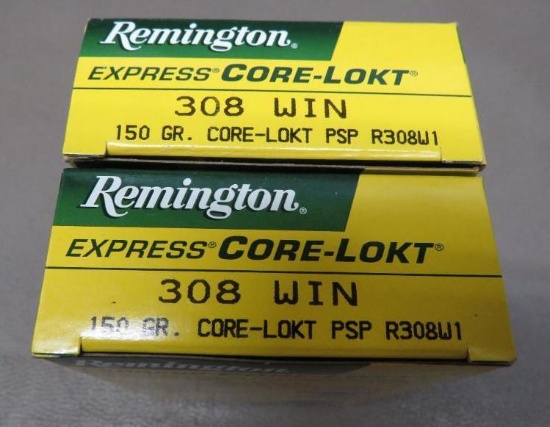 Remington®
EXPRESS® CORE-LOKT®
308 WIN
150 GR. CORE-LOKT PSP R308W1
Remington®
EXPRESS® CORE-LOKT®
308 WIN
150 GR. CORE-LOKT PSP R308W1
Remington